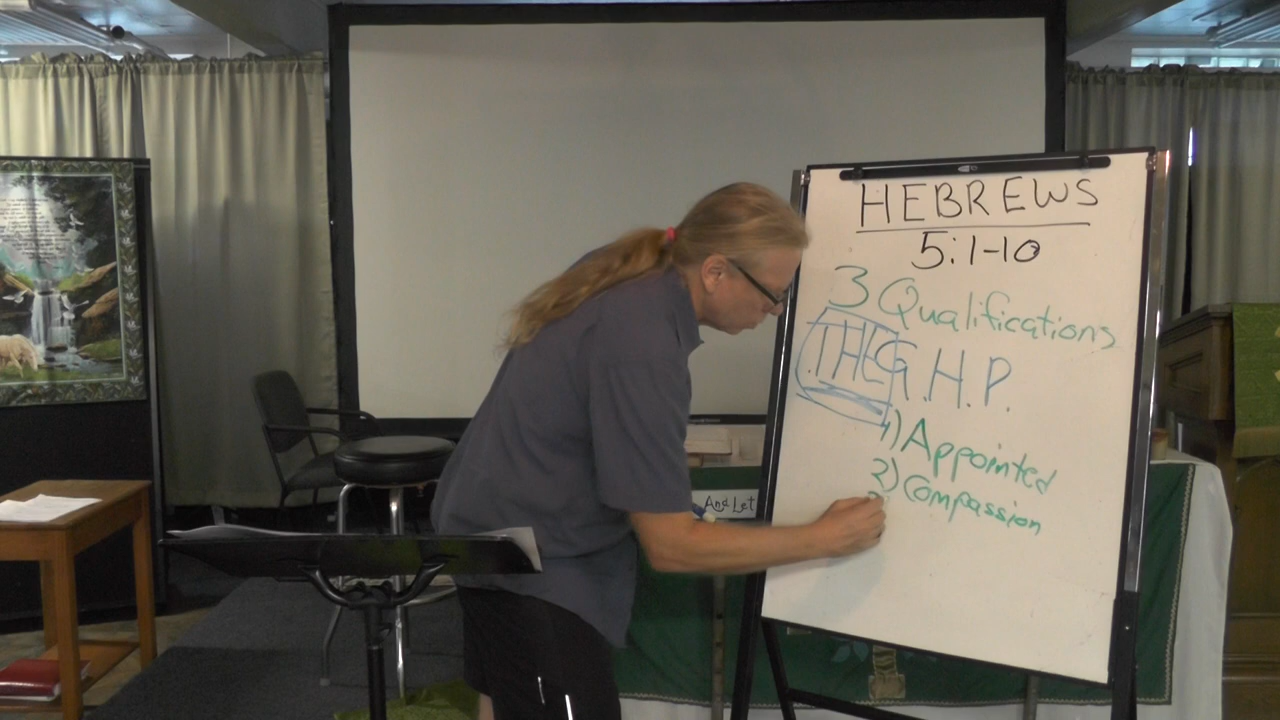 HEBREWS
5:1-10
3 Qualifications
THE G.H.P.
1) Appointed
2) Compassion
And Let